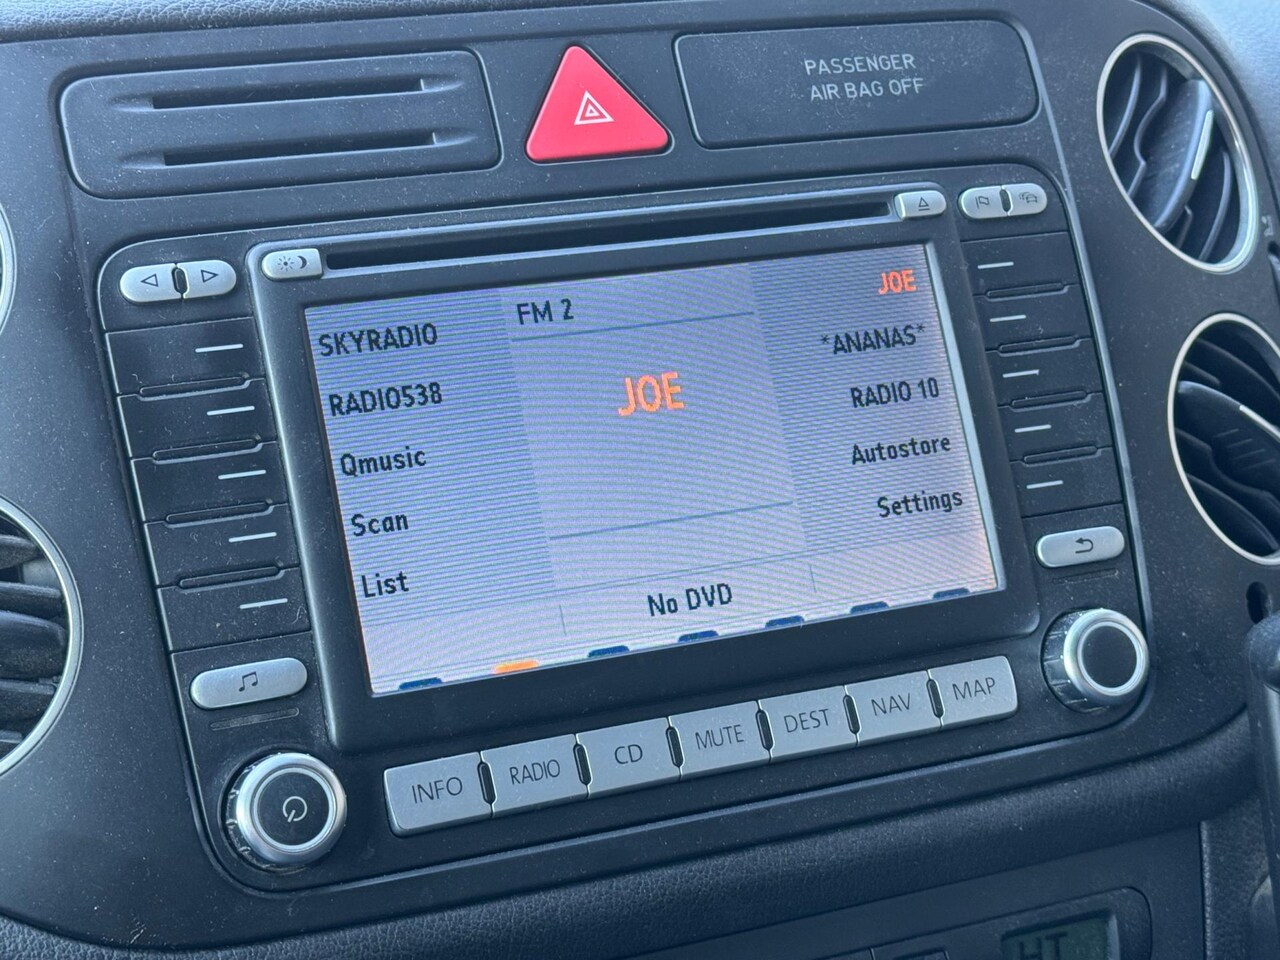 PASSENGER
AIR BAG OFF
FM 2
JOE
SKYRADIO
*ANANAS*
RADIO538
JOE
RADIO 10
Qmusic
Autostore
Scan
Settings
List
No DVD
INFO
RADIO
CD
MUTE
DEST
NAV
MAP